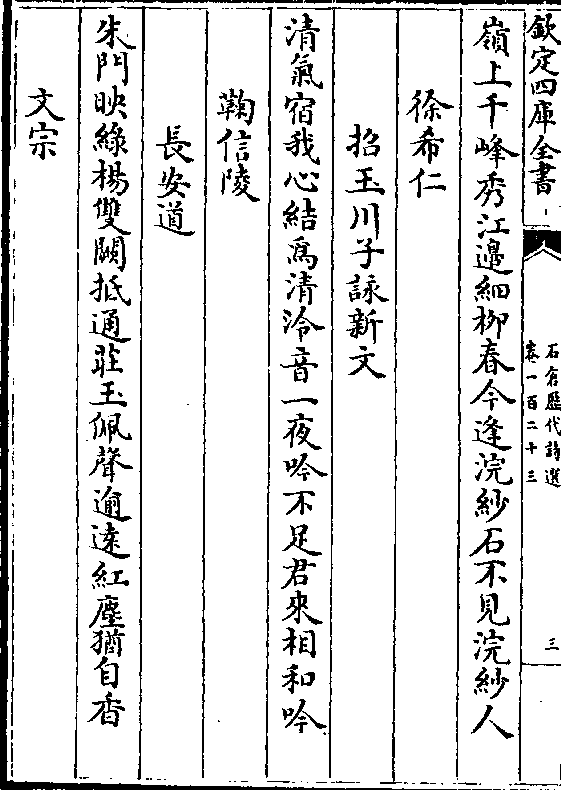 欽定四庫全書
石倉歷代詩選
卷一百二十三
三
嶺上千峰秀江邊細柳春今逢浣紗石不見浣紗人
徐希仁
招玉川子詠新文
清氣宿我心結為清泠音一夜吟不足君來相和吟
鞠信陵
長安道
朱門映綠楊雙闕抵通莊玉佩聲逾遠紅塵猶自香
文宗